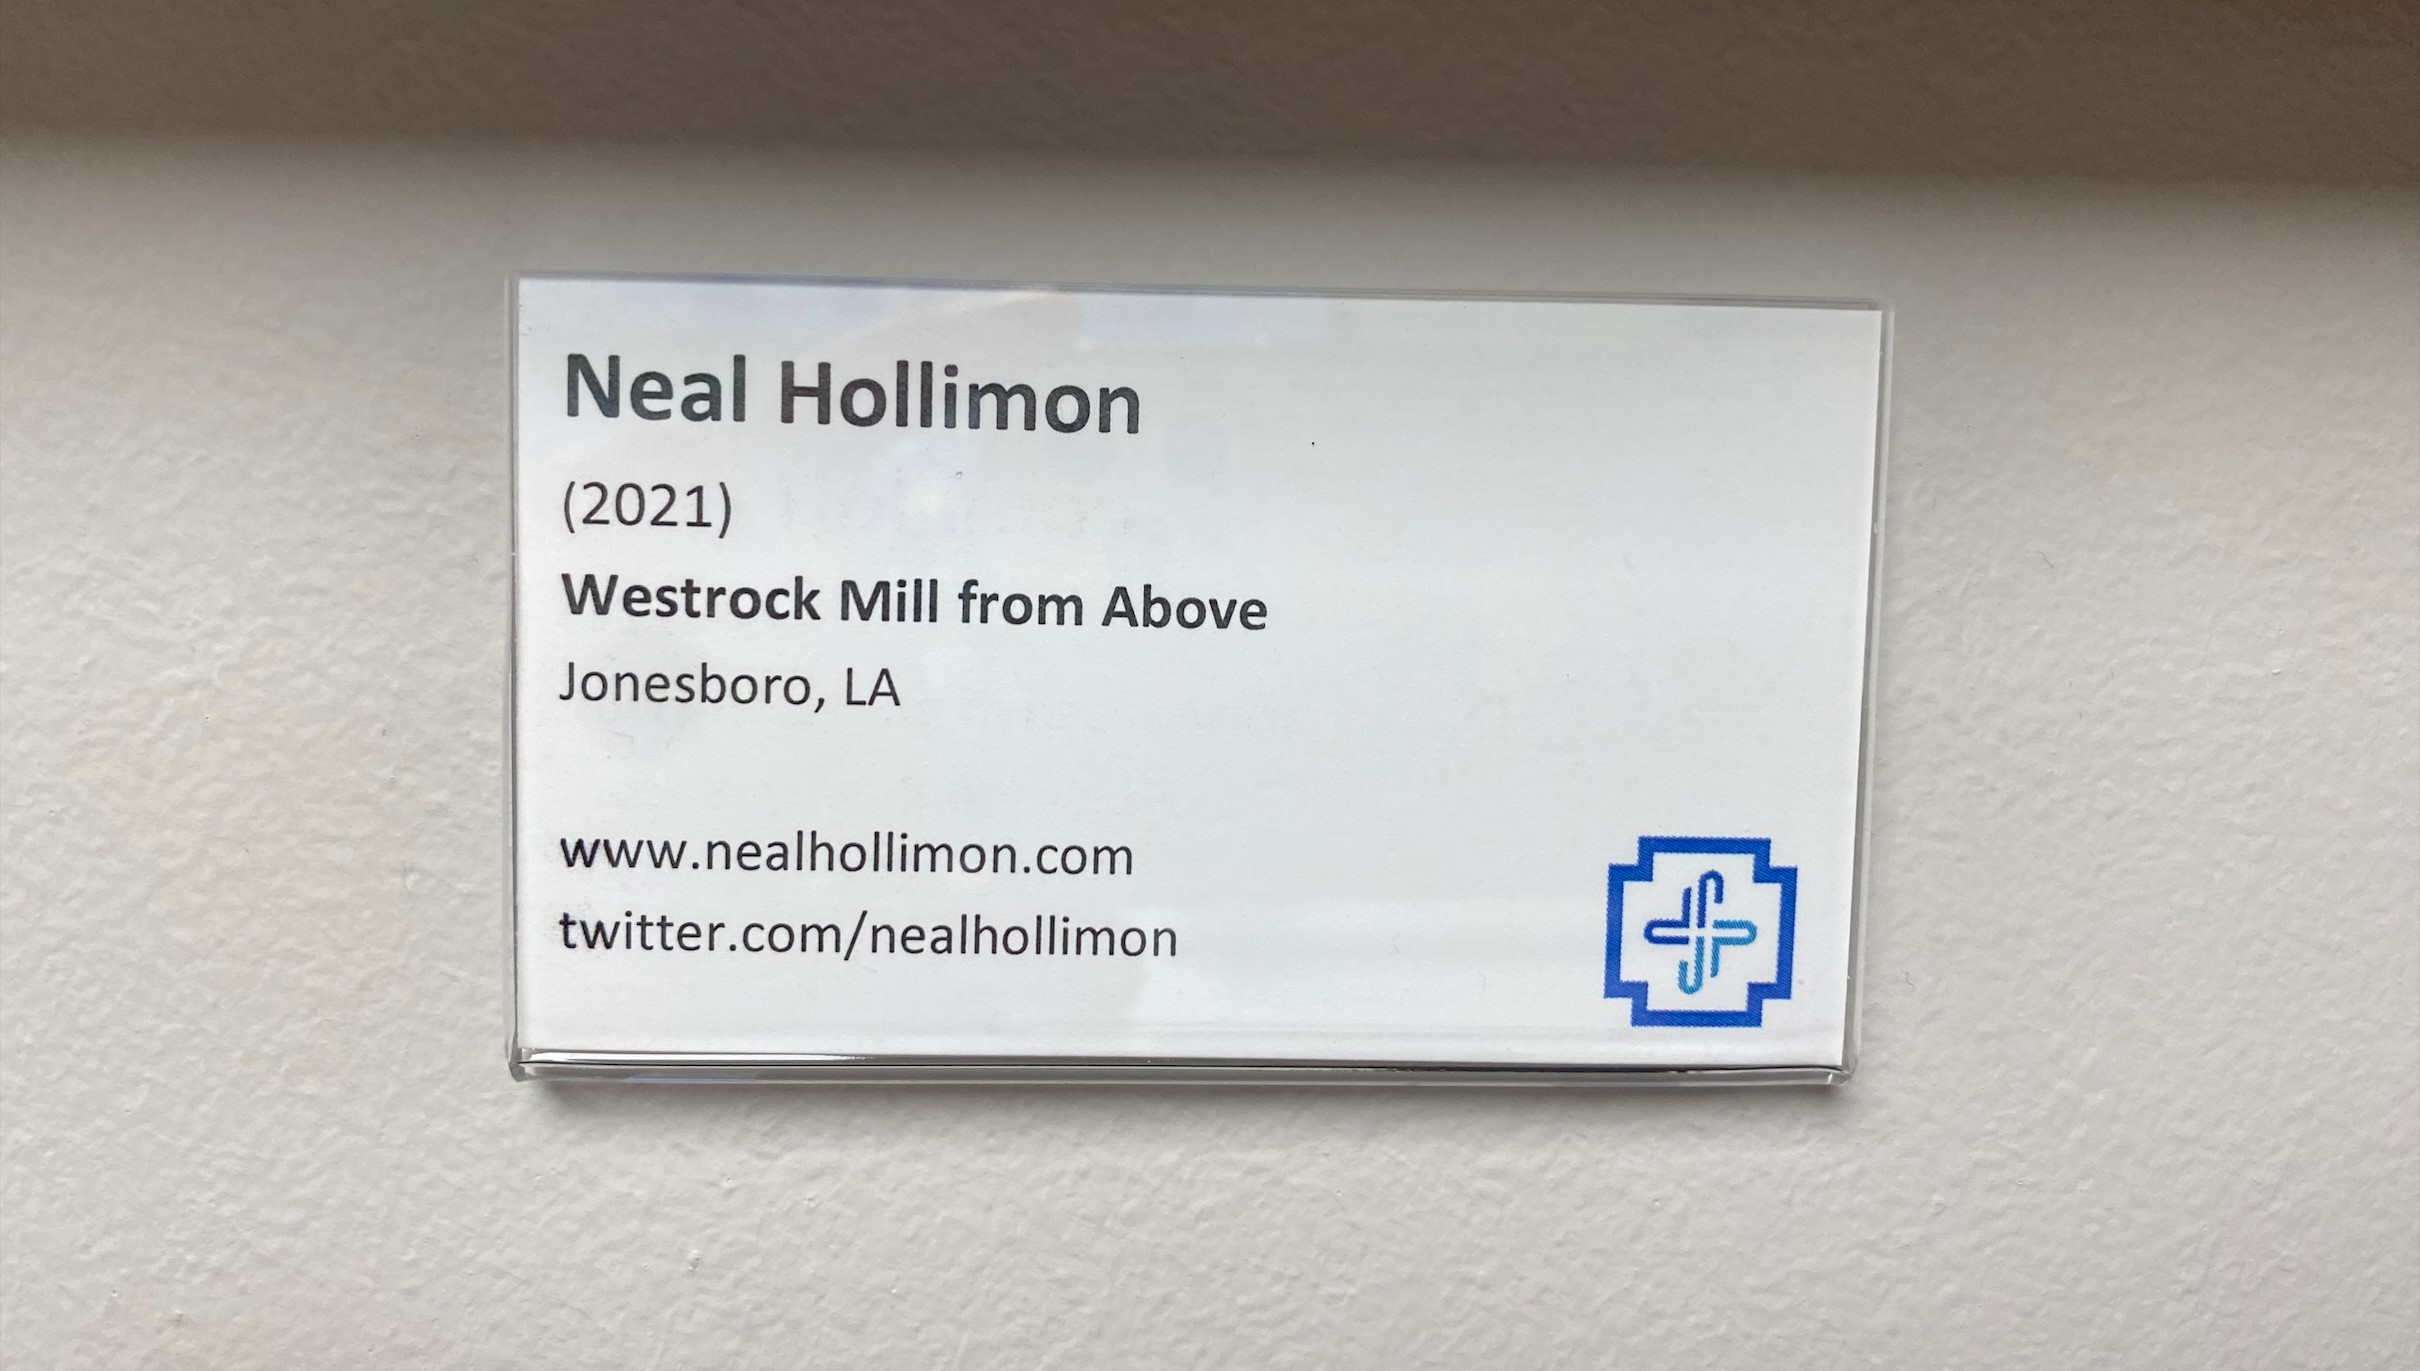 Neal Hollimon
(2021)
Westrock Mill from Above
Jonesboro, LA
www.nealhollimon.com
twitter.com/nealhollimon